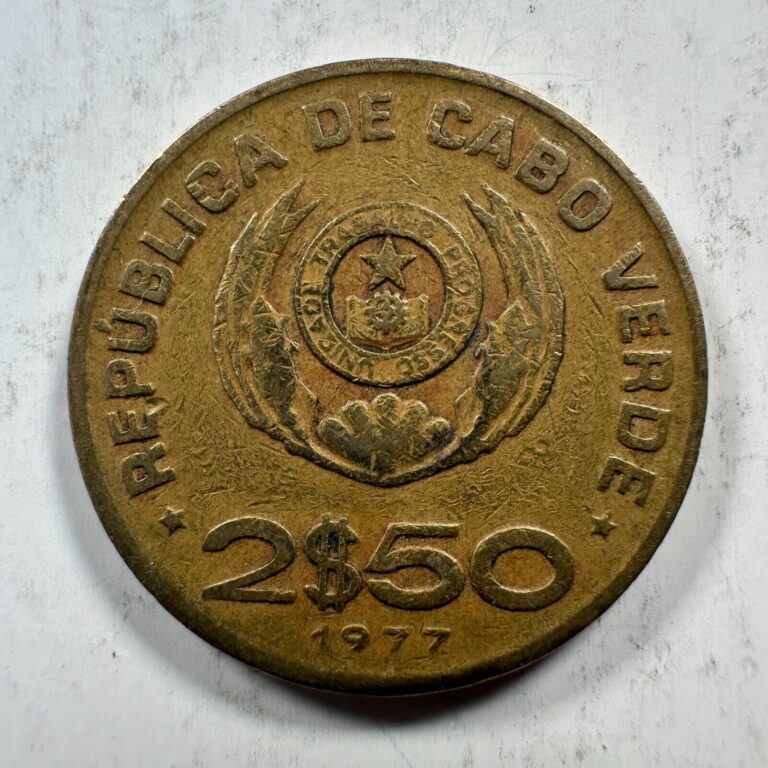 REPÚBLICA DE CABO VERDE
UNIDADE TRABALHO PROGRESSO
2$50
1977